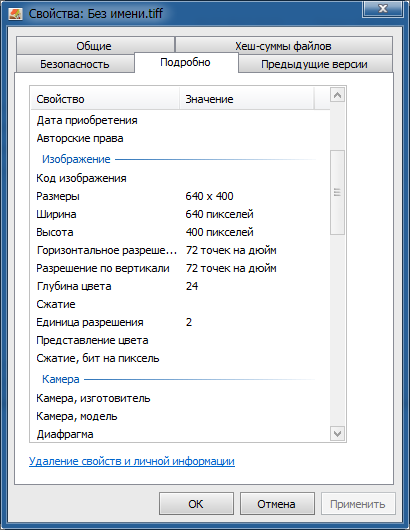 Свойства: Без имени.tiff
Общие
Хеш-суммы файлов
Безопасность
Подробно
Предыдущие версии
Свойство Значение
Дата приобретения
Авторские права
Изображение
Код изображения
Размеры 640 x 400
Ширина 640 пикселей
Высота 400 пикселей
Горизонтальное разреше... 72 точек на дюйм
Разрешение по вертикали 72 точек на дюйм
Глубина цвета 24
Сжатие
Единица разрешения 2
Представление цвета
Сжатие, бит на пиксель
Камера
Камера, изготовитель
Камера, модель
Диафрагма
Удаление свойств и личной информации
ОК
Отмена
Применить